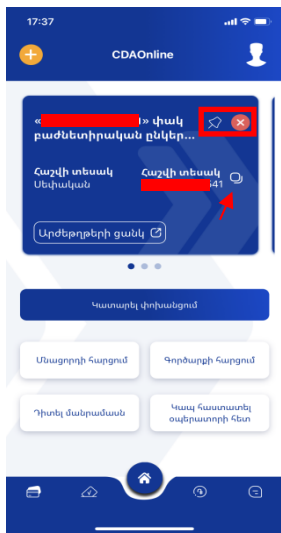 17:37
CDAOnline
« » փակ
բաժնետիրական ընկեր...
Հաշվի տեսակ
Սեփական
Հաշվի տեսակ
541
Արժեթղթերի ցանկ
Կատարել փոխանցում
Մնացորդի հարցում
Գործարքի հարցում
Դիտել մանրամասն
Կապ հաստատել
օպերատորի հետ